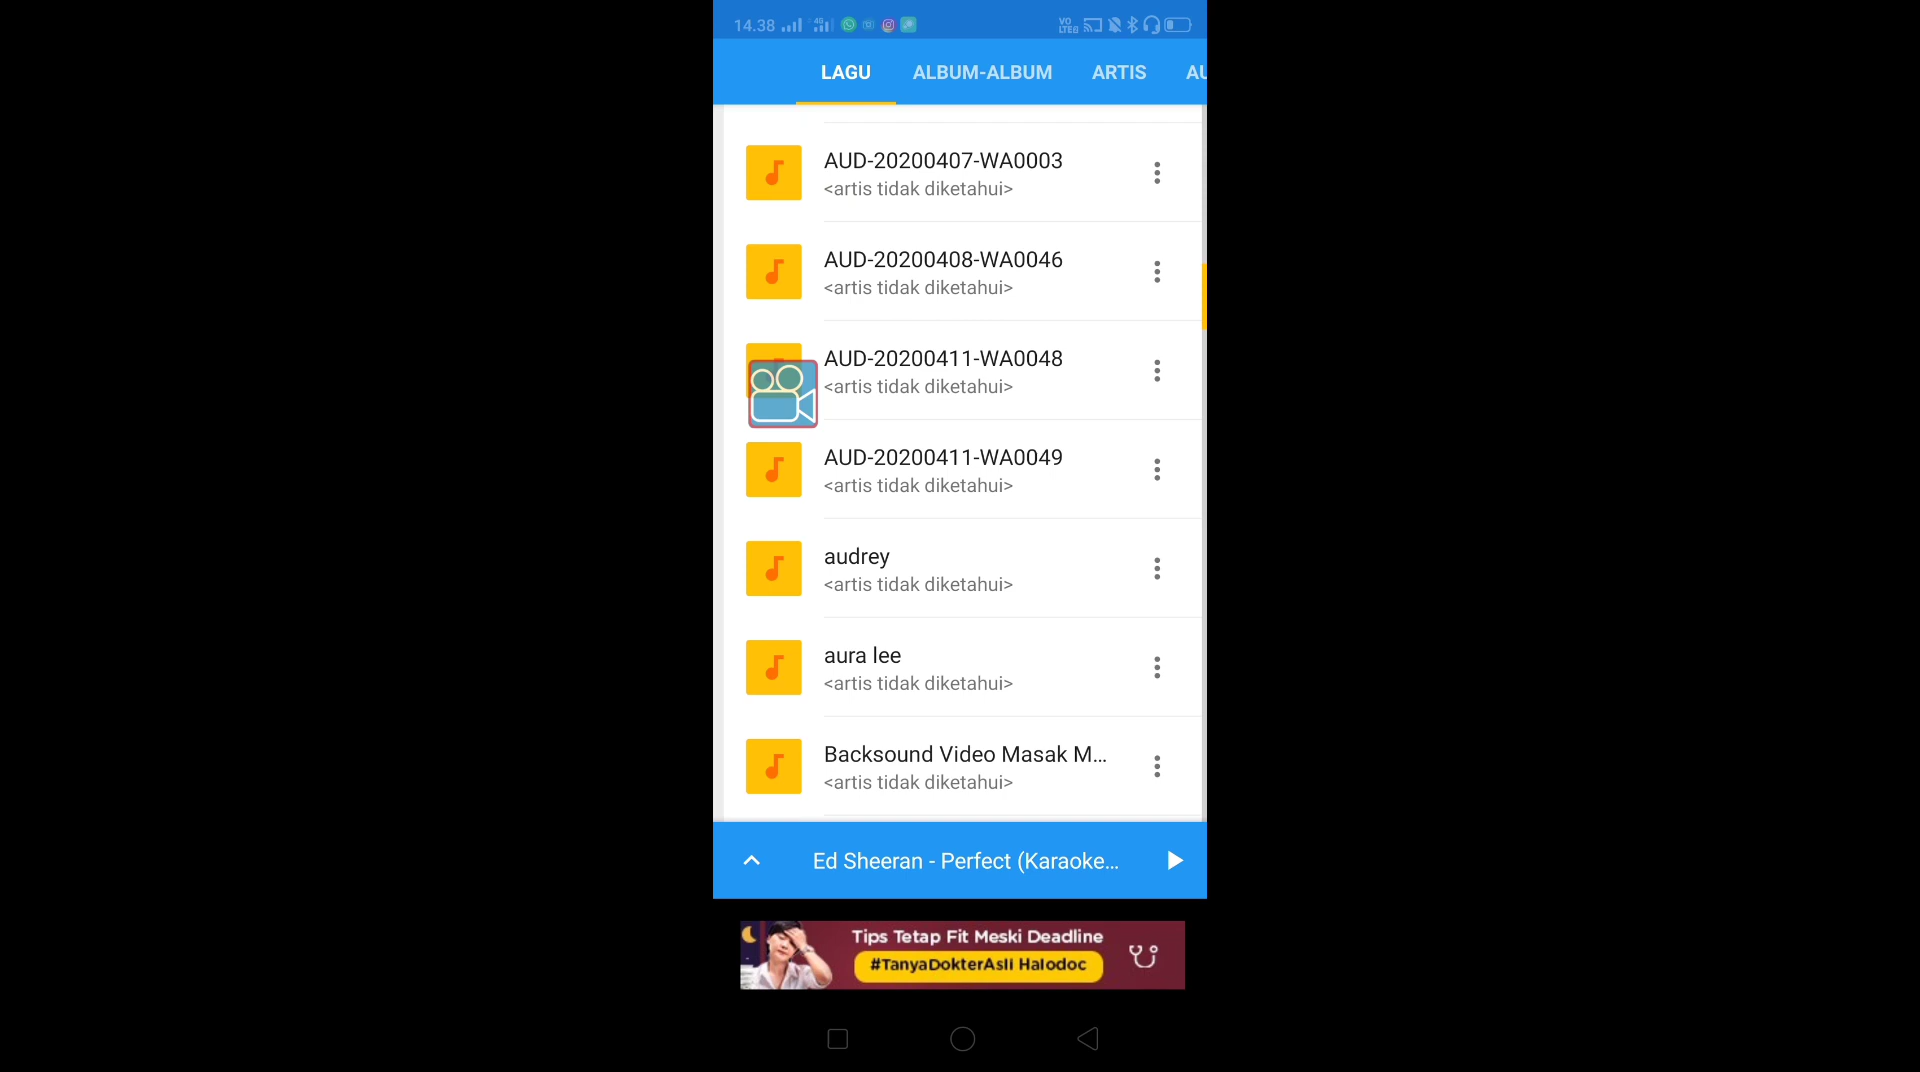 14.38
4G
VO
LTE6
LAGU
ALBUM-ALBUM
ARTIS
AU
AUD-20200407-WA0003
<artis tidak diketahui>
AUD-20200408-WA0046
<artis tidak diketahui>
AUD-20200411-WA0048
<artis tidak diketahui>
AUD-20200411-WA0049
<artis tidak diketahui>
audrey
<artis tidak diketahui>
aura lee
<artis tidak diketahui>
Backsound Video Masak M...
<artis tidak diketahui>
Ed Sheeran - Perfect (Karaoke...
Tips Tetap Fit Meski Deadline
#TanyaDokterAsli Halodoc